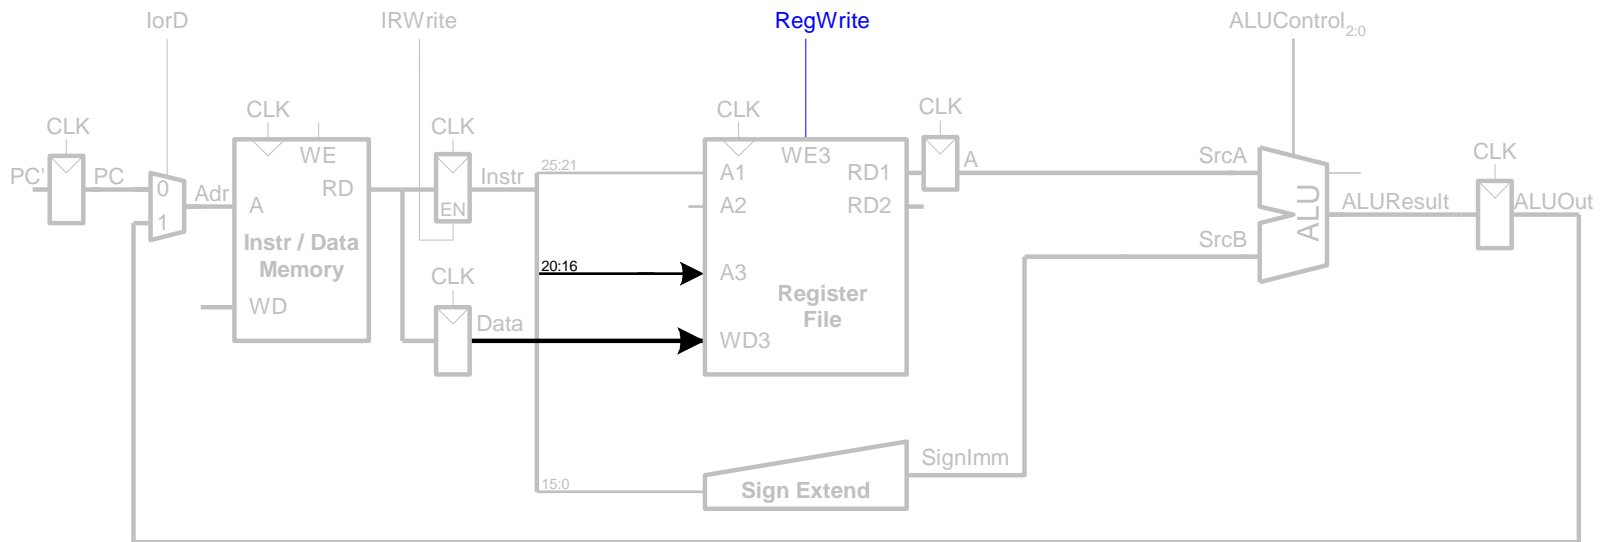 IorD
IRWrite
RegWrite
ALUControl2:0
CLK
CLK
CLK
CLK
CLK
CLK
PC'
PC
0
1
Adr
WE
RD
A
Instr / Data
Memory
WD
EN
Instr
CLK
Data
25:21
20:16
15:0
WE3
A1
A2
A3
WD3
RD1
RD2
Register
File
A
SrcA
SrcB
ALU
ALUResult
ALUOut
Sign Extend
SignImm